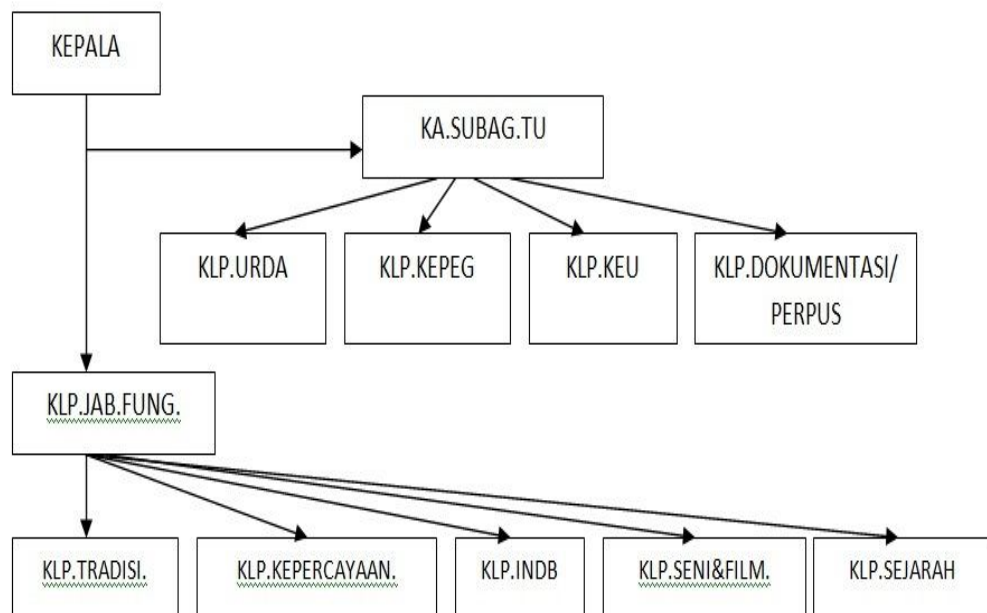 KEPALA
KA.SUBAG.TU
KLP.URDA
KLP.KEPEG
KLP.KEU
KLP.DOKUMENTASI/
PERPUS
KLP.JAB.FUNG.
KLP.TRADISI.
KLP.KEPERCAYAAN.
KLP.INDB
KLP.SENI&FILM.
KLP.SEJARAH